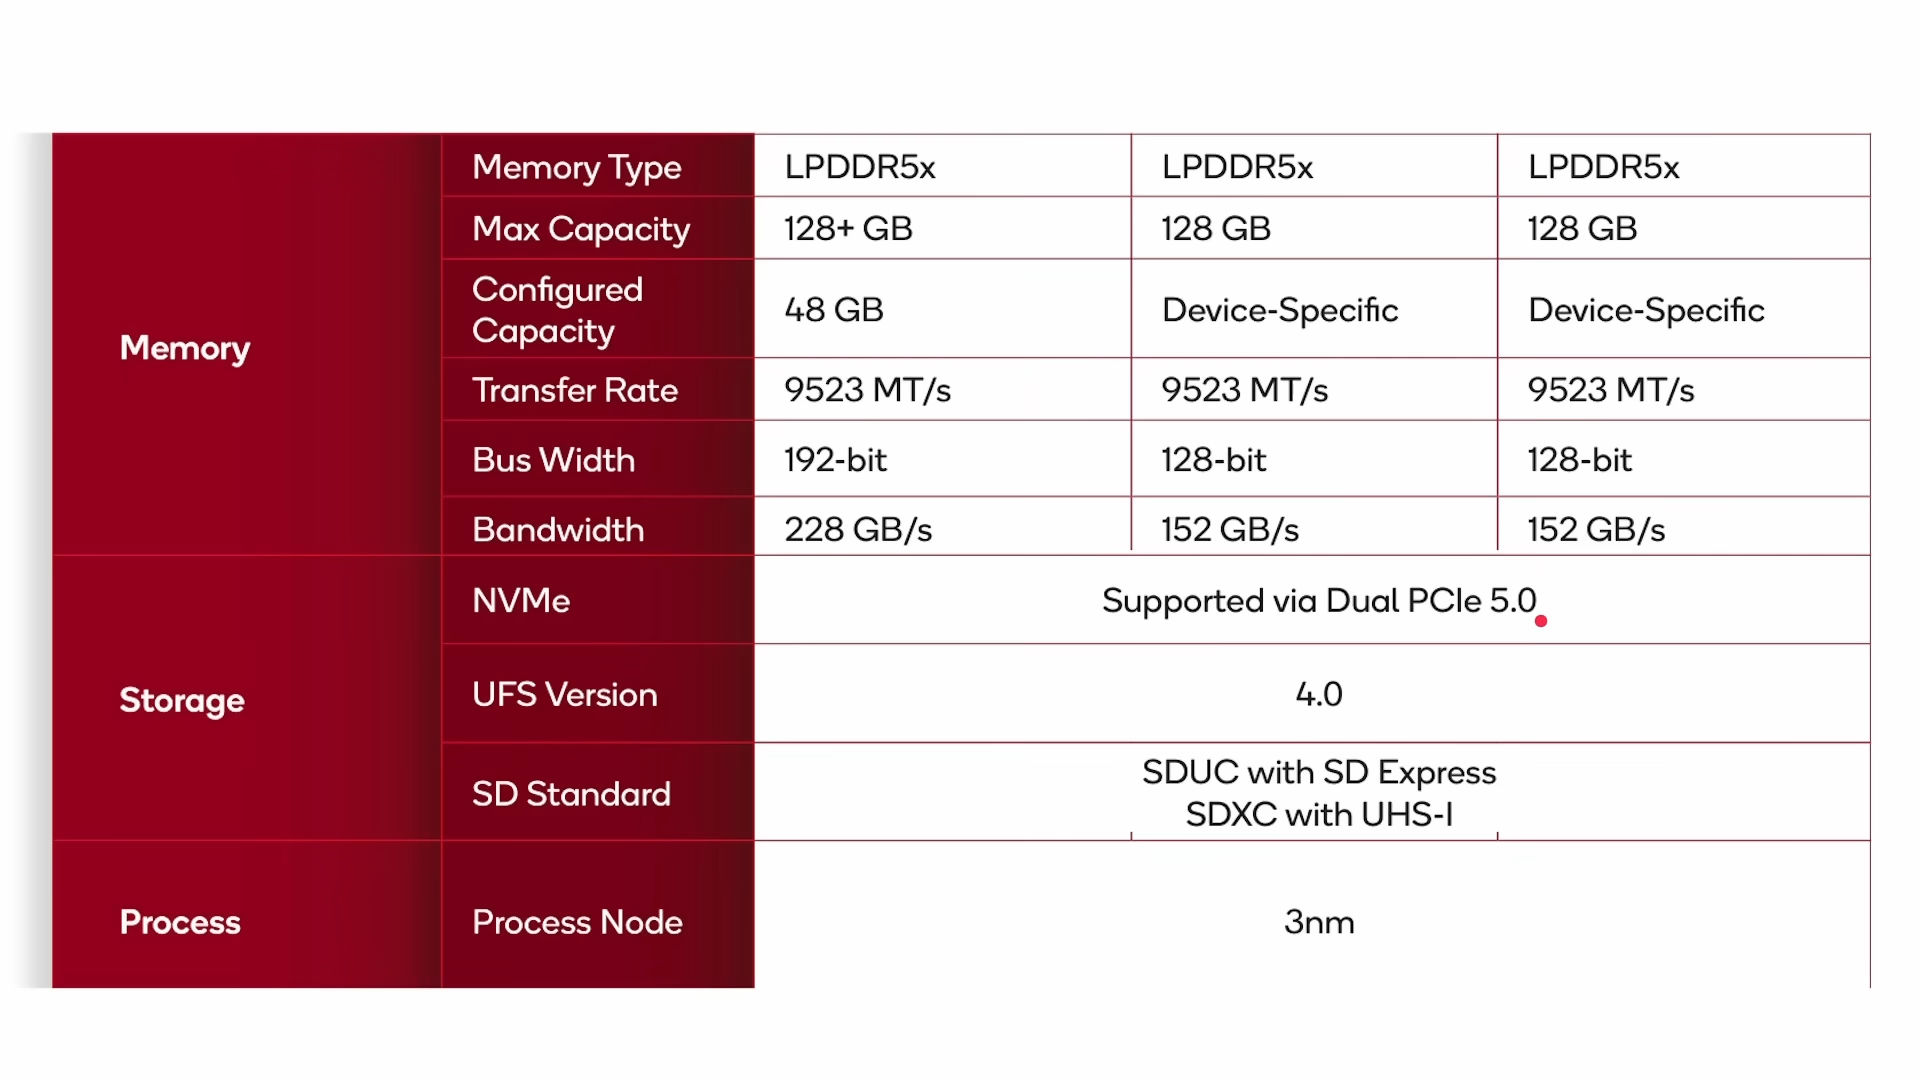 Memory
Memory Type
LPDDR5x
LPDDR5x
LPDDR5x
Max Capacity
128+ GB
128 GB
128 GB
Configured
Capacity
48 GB
Device-Specific
Device-Specific
Transfer Rate
9523 MT/s
9523 MT/s
9523 MT/s
Bus Width
192-bit
128-bit
128-bit
Bandwidth
228 GB/s
152 GB/s
152 GB/s
Storage
NVMe
Supported via Dual PCIe 5.0
UFS Version
4.0
SD Standard
SDUC with SD Express
SDXC with UHS-I
Process
Process Node
3nm